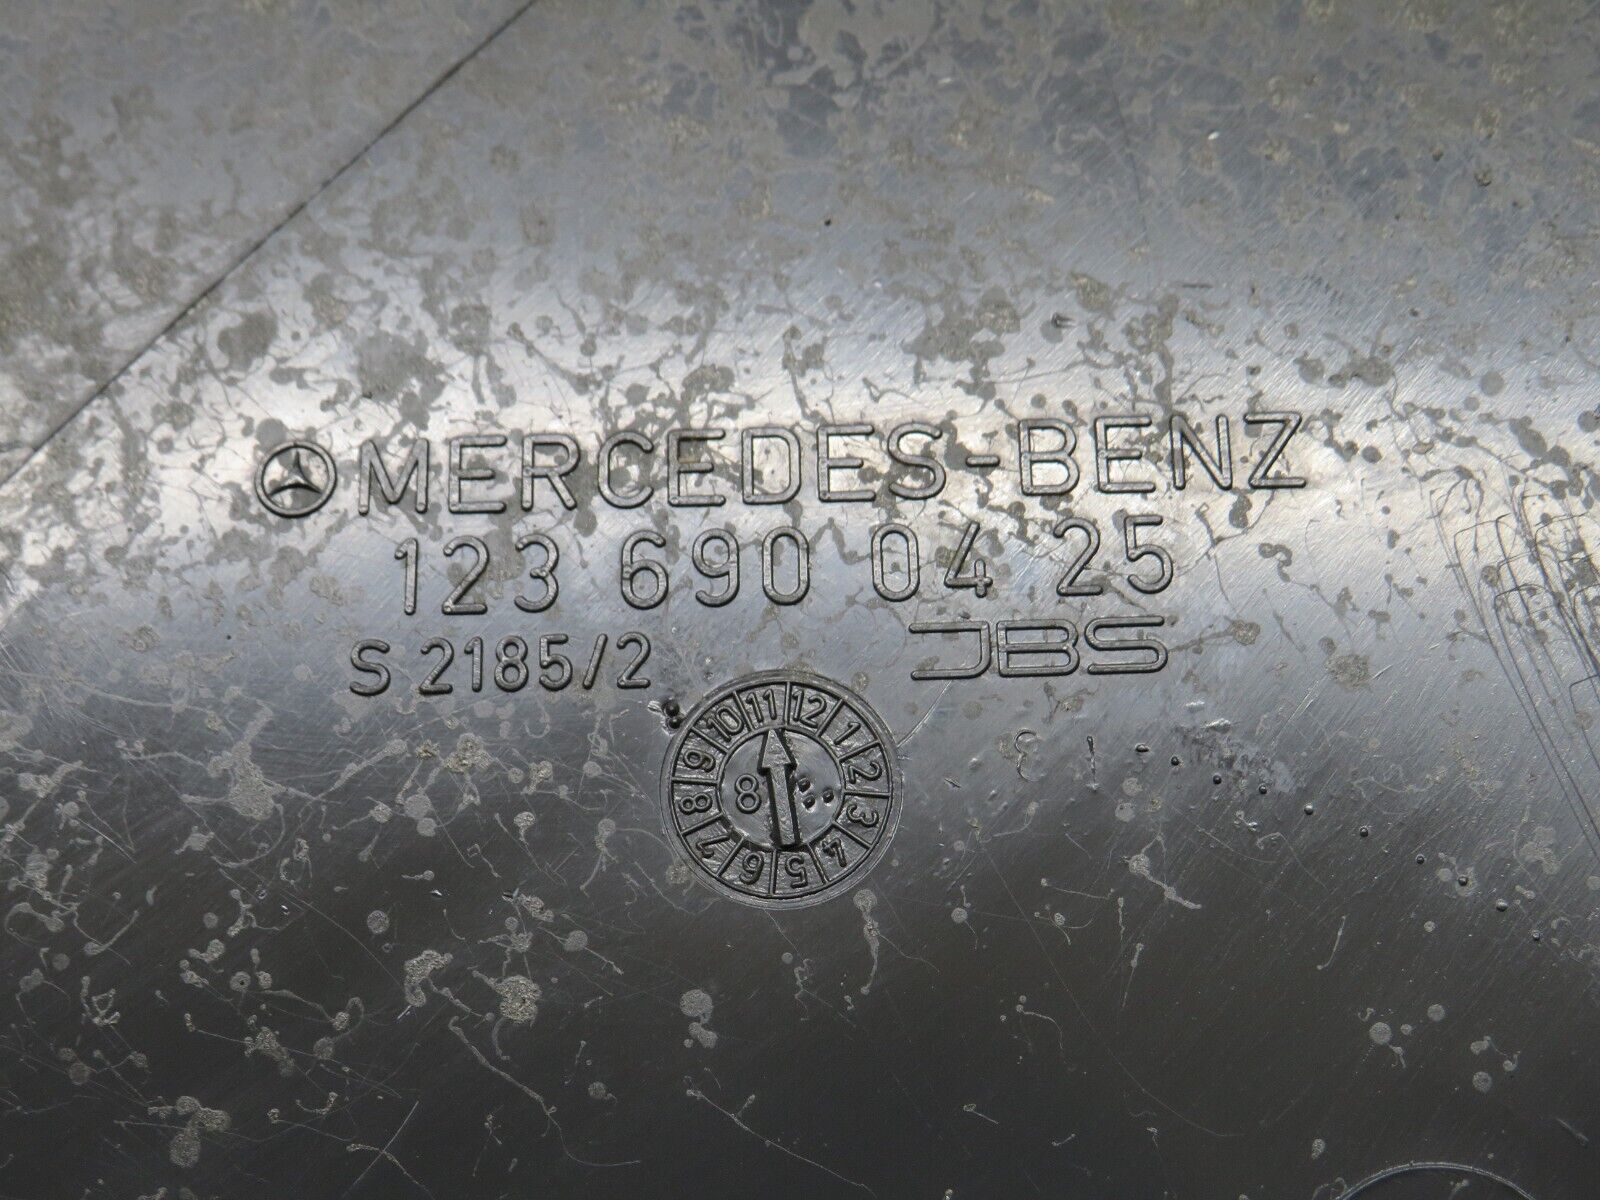 MERCEDES-BENZ
123 690 04 25
S 2185/2
JBS
10 11 12 1 2 3 4 5 6 7 8 9
8